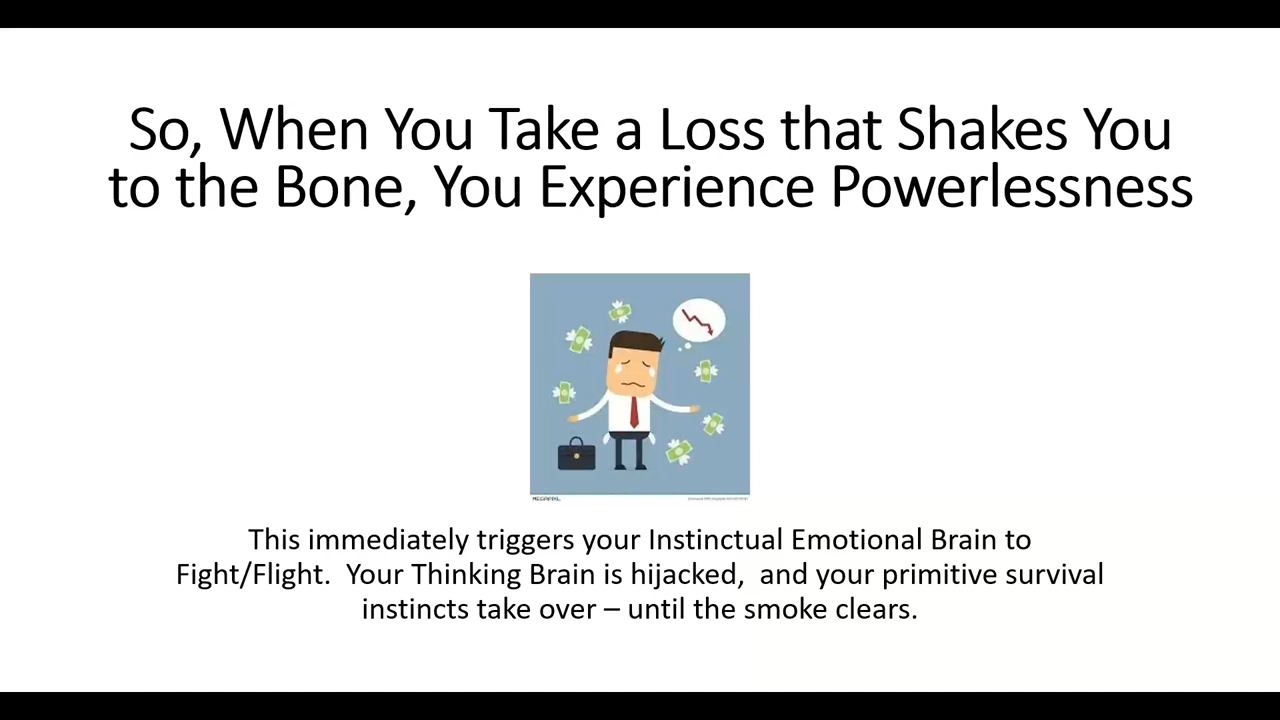 So, When You Take a Loss that Shakes You
to the Bone, You Experience Powerlessness
MEGAPIXL
This immediately triggers your Instinctual Emotional Brain to
Fight/Flight.  Your Thinking Brain is hijacked,  and your primitive survival
instincts take over – until the smoke clears.